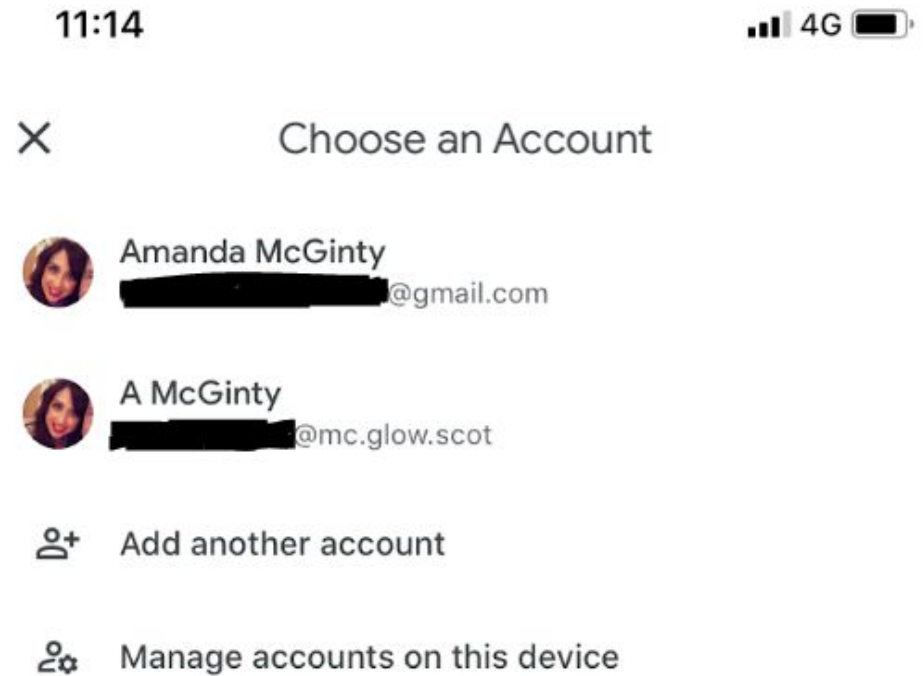 11:14 4G
Choose an Account
Amanda McGinty
@gmail.com
A McGinty
@mc.glow.scot
Add another account
Manage accounts on this device